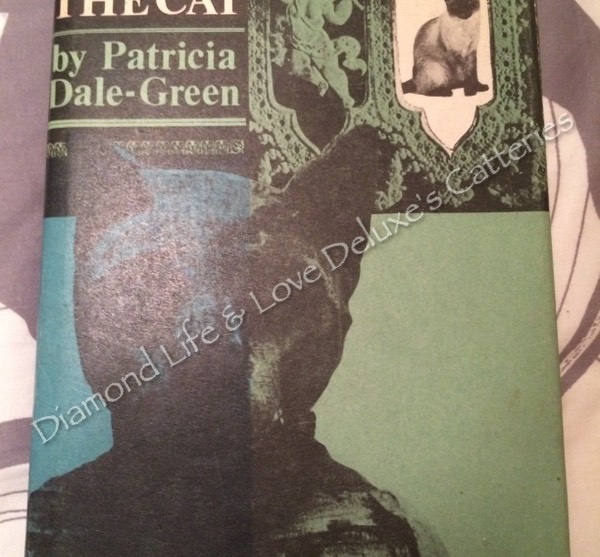 THE CAT
by Patricia
Dale-Green
Diamond Life & Love Deluxe's Catteries